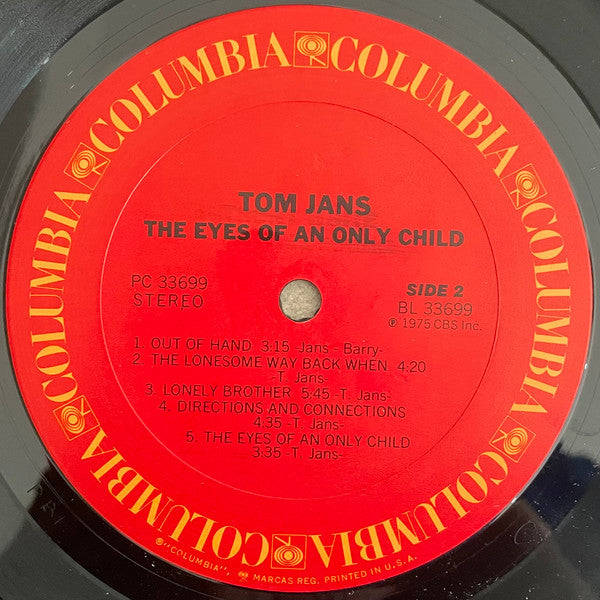 COLUMBIA COLUMBIA COLUMBIA COLUMBIA COLUMBIA COLUMBIA
TOM JANS
THE EYES OF AN ONLY CHILD
PC 33699
STEREO
SIDE 2
BL 33699
℗ 1975 CBS Inc.
1. OUT OF HAND 3:15 -Jans - Barry-
2. THE LONESOME WAY BACK WHEN 4:20
-T. Jans-
3. LONELY BROTHER 5:45 -T. Jans-
4. DIRECTIONS AND CONNECTIONS
4:35 -T. Jans-
5. THE EYES OF AN ONLY CHILD
3:35 -T. Jans-
®"COLUMBIA", MARCAS REG. PRINTED IN U.S.A.